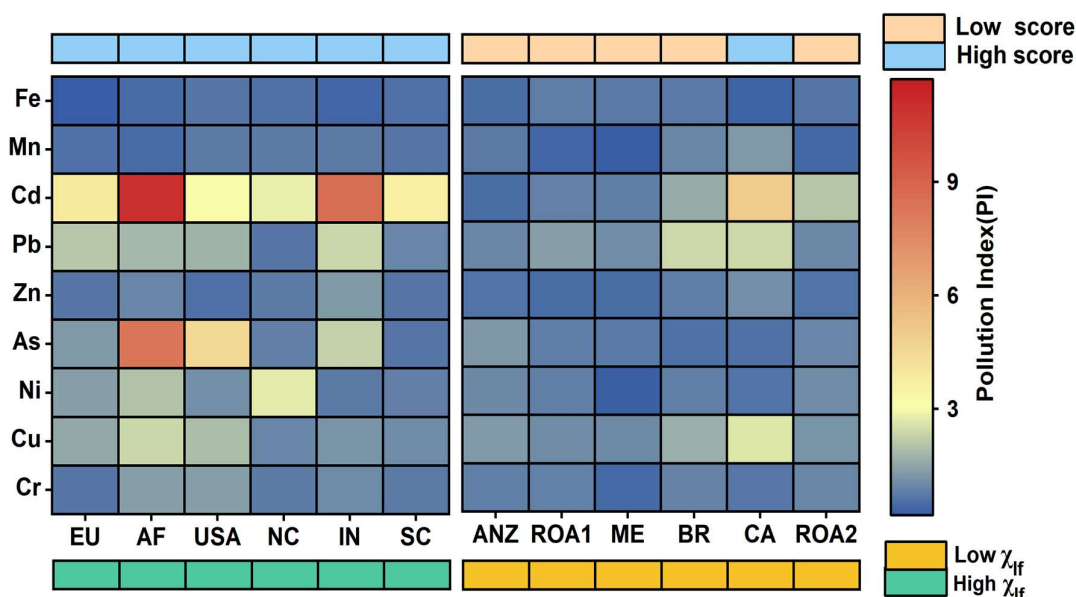 Low score
High score
Fe
Mn
Cd
Pb
Zn
As
Ni
Cu
Cr
9
6
3
Pollution Index(PI)
EU AF USA NC IN SC ANZ ROA1 ME BR CA ROA2
Low χlf
High χlf